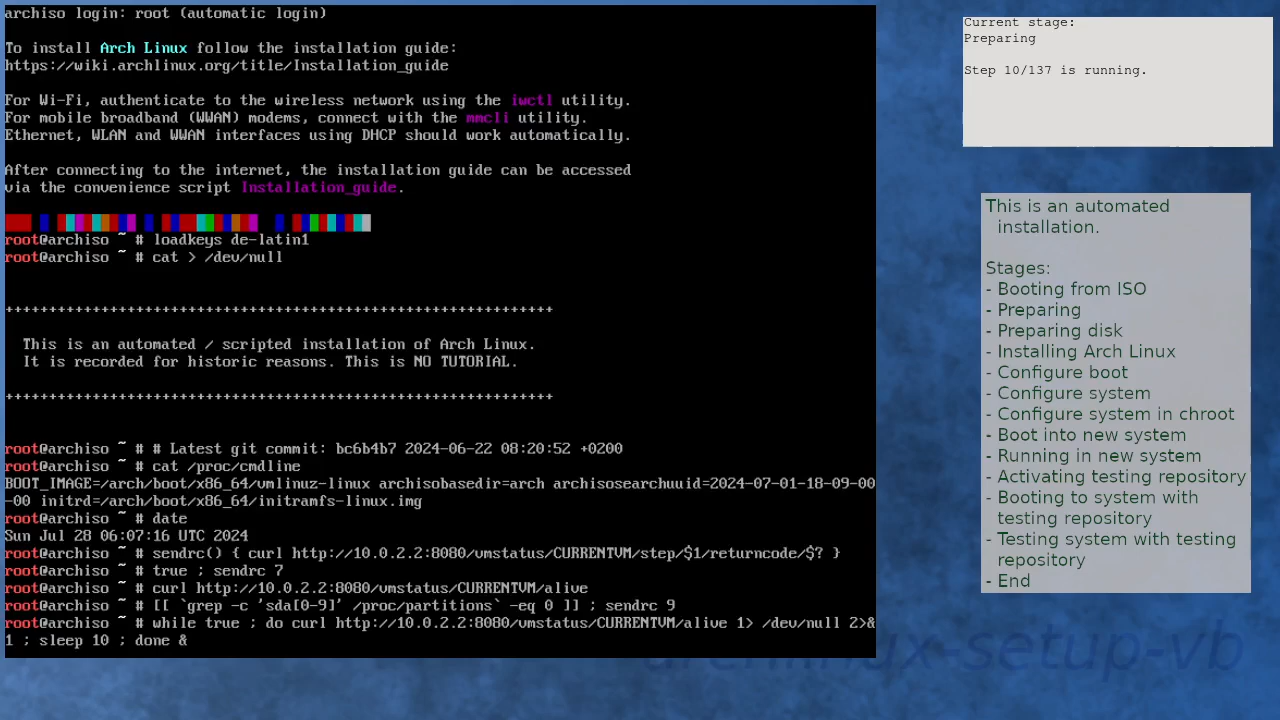 archiso login: root (automatic login)
To install Arch Linux follow the installation guide:
https://wiki.archlinux.org/title/Installation_guide
For Wi-Fi, authenticate to the wireless network using the iwctl utility.
For mobile broadband (WWAN) modems, connect with the mmcli utility.
Ethernet, WLAN and WWAN interfaces using DHCP should work automatically.
After connecting to the internet, the installation guide can be accessed
via the convenience script Installation_guide.
root@archiso ~ # loadkeys de-latin1
root@archiso ~ # cat > /dev/null
+++++++++++++++++++++++++++++++++++++++++++++++++++++++++++++++
This is an automated / scripted installation of Arch Linux.
It is recorded for historic reasons. This is NO TUTORIAL.
+++++++++++++++++++++++++++++++++++++++++++++++++++++++++++++++
root@archiso ~ # # Latest git commit: bc6b4b7 2024-06-22 08:20:52 +0200
root@archiso ~ # cat /proc/cmdline
BOOT_IMAGE=/arch/boot/x86_64/vmlinuz-linux archisobasedir=arch archisosearchuuid=2024-07-01-18-09-00
-00 initrd=/arch/boot/x86_64/initramfs-linux.img
root@archiso ~ # date
Sun Jul 28 06:07:16 UTC 2024
root@archiso ~ # sendrc() { curl http://10.0.2.2:8080/vmstatus/CURRENTVM/step/$1/returncode/$? }
root@archiso ~ # true ; sendrc 7
root@archiso ~ # curl http://10.0.2.2:8080/vmstatus/CURRENTVM/alive
root@archiso ~ # [[ `grep -c 'sda[0-9]' /proc/partitions` -eq 0 ]] ; sendrc 9
root@archiso ~ # while true ; do curl http://10.0.2.2:8080/vmstatus/CURRENTVM/alive 1> /dev/null 2>&
1 ; sleep 10 ; done &
Current stage:
Preparing
Step 10/137 is running.
This is an automated
installation.
Stages:
- Booting from ISO
- Preparing
- Preparing disk
- Installing Arch Linux
- Configure boot
- Configure system
- Configure system in chroot
- Boot into new system
- Running in new system
- Activating testing repository
- Booting to system with
testing repository
- Testing system with testing
repository
- End
archlinux-setup-vb